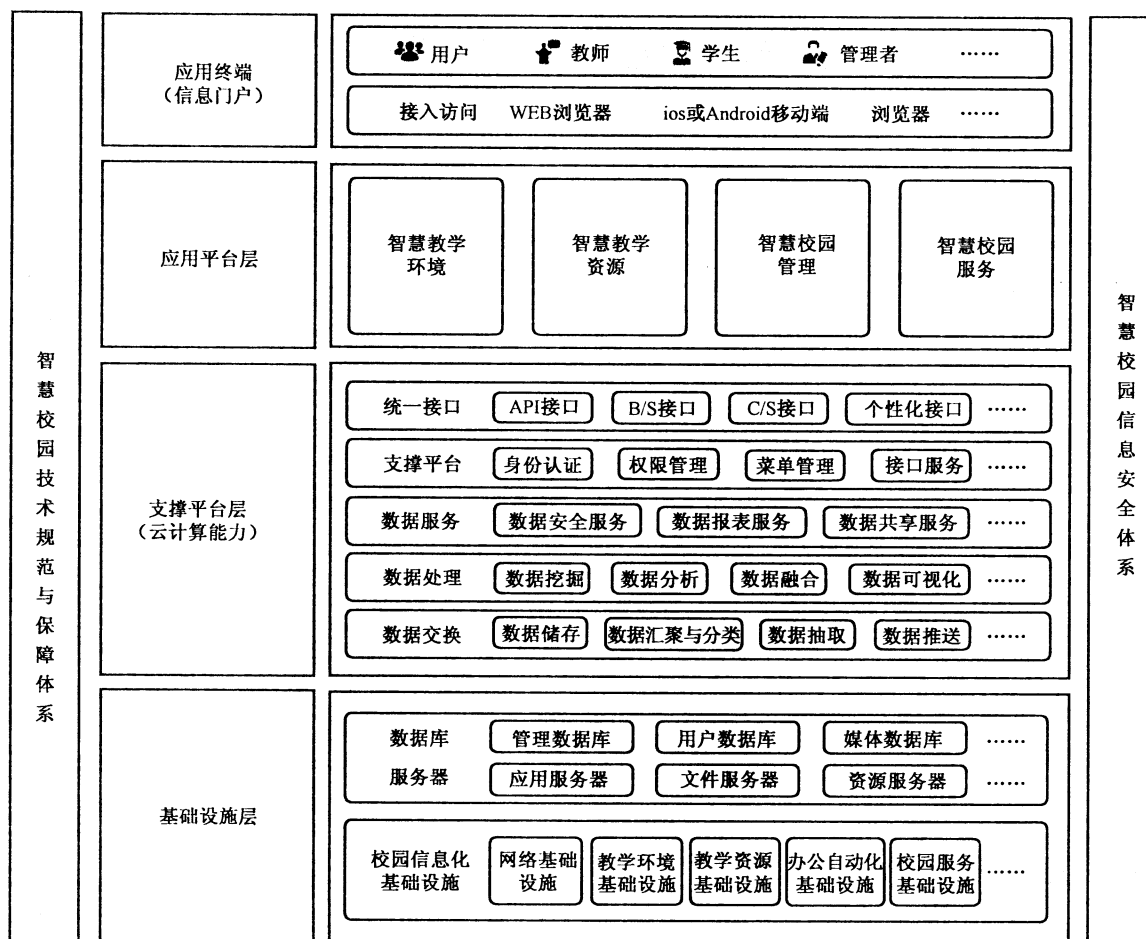 应用终端
（信息门户）
用户 教师 学生 管理者 ……
接入访问 WEB浏览器 ios或Android移动端 浏览器 ……
应用平台层
智慧教学
环境
智慧教学
资源
智慧校园
管理
智慧校园
服务
支撑平台层
（云计算能力）
统一接口 API接口 B/S接口 C/S接口 个性化接口 ……
支撑平台 身份认证 权限管理 菜单管理 接口服务 ……
数据服务 数据安全服务 数据报表服务 数据共享服务 ……
数据处理 数据挖掘 数据分析 数据融合 数据可视化 ……
数据交换 数据储存 数据汇聚与分类 数据抽取 数据推送 ……
基础设施层
数据库 管理数据库 用户数据库 媒体数据库 ……
服务器 应用服务器 文件服务器 资源服务器 ……
校园信息化
基础设施
网络基础
设施
教学环境
基础设施
教学资源
基础设施
办公自动化
基础设施
校园服务
基础设施
……
智慧校园技术规范与保障体系
智慧校园信息安全体系